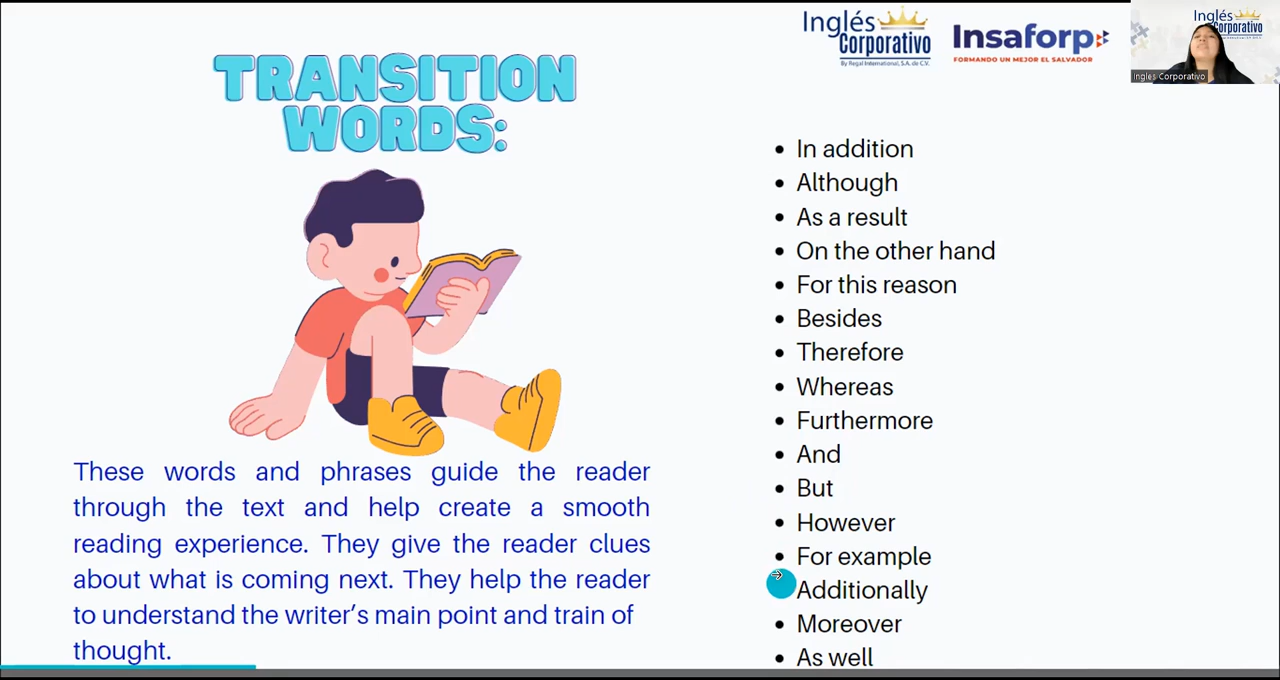 Inglés
Corporativo
By Regal International, S.A. de C.V.
Insaforp
FORMANDO UN MEJOR EL SALVADOR
Inglés
Corporativo
Ingles Corporativo
TRANSITION
WORDS:
These words and phrases guide the reader
through the text and help create a smooth
reading experience. They give the reader clues
about what is coming next. They help the reader
to understand the writer’s main point and train of
thought.
In addition
Although
As a result
On the other hand
For this reason
Besides
Therefore
Whereas
Furthermore
And
But
However
For example
Additionally
Moreover
As well